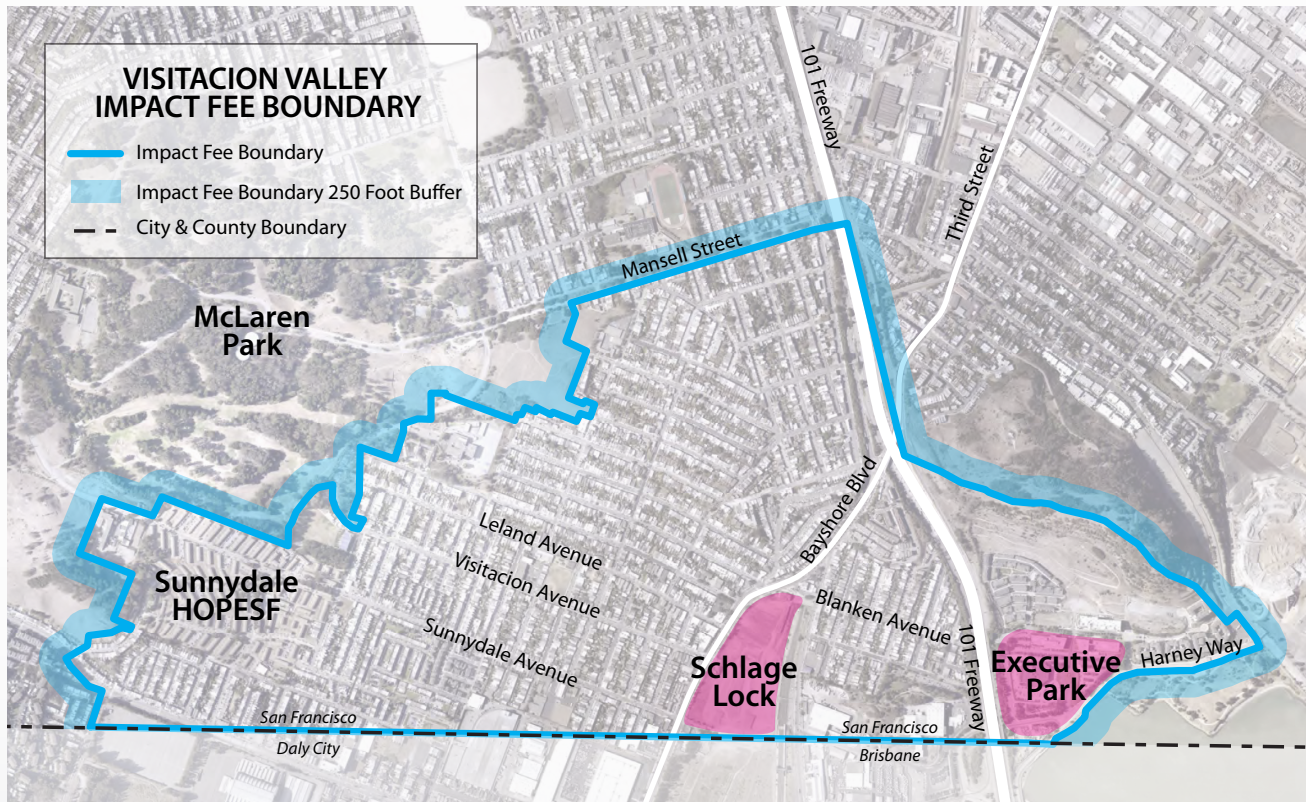 VISITACION VALLEY
IMPACT FEE BOUNDARY
Impact Fee Boundary
Impact Fee Boundary 250 Foot Buffer
City & County Boundary
101 Freeway
Third Street
Mansell Street
McLaren
Park
Bayshore Blvd
Leland Avenue
Visitacion Avenue
Sunnydale Avenue
Sunnydale
HOPESF
Blanken Avenue
101 Freeway
Schlage
Lock
Executive
Park
Harney Way
San Francisco
Daly City
San Francisco
Brisbane